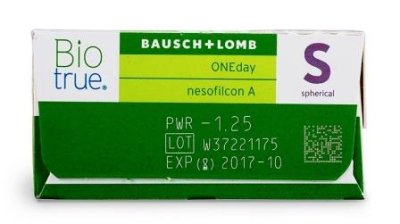 Bio
true®
BAUSCH+LOMB
ONEday
nesofilcon A
S
spherical
PWR -1.25
LOT W37221175
EXP 2017-10